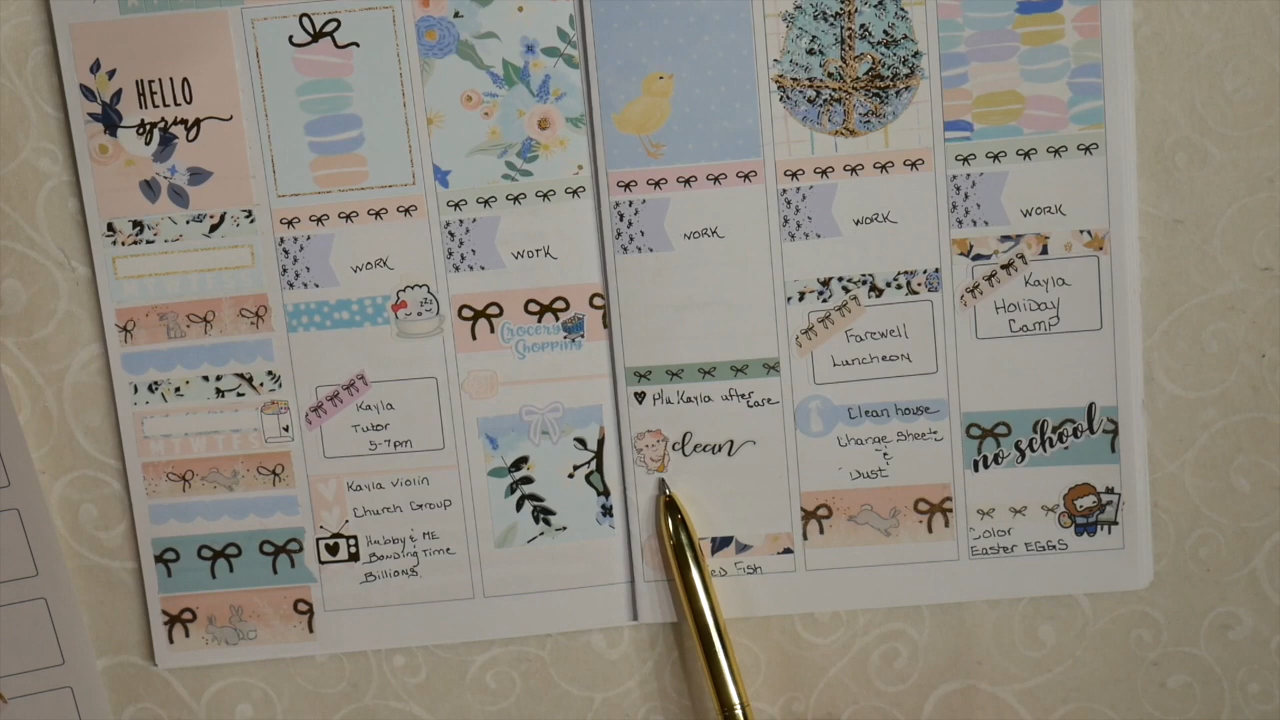 HELLO
WORK
Kayla
Tutor
5-7pm
Kayla Violin
Church Group
Hubby & ME
Bonding Time
Billions.
WORK
Grocery
Shopping
WORK
Plu Kayla after
care
clean
ed Fish
WORK
Farewell
Luncheon
Clean house
Change Sheets
&
Dust
WORK
Kayla
HOLIDAY
CAMP
no school
Color
Easter EGGS